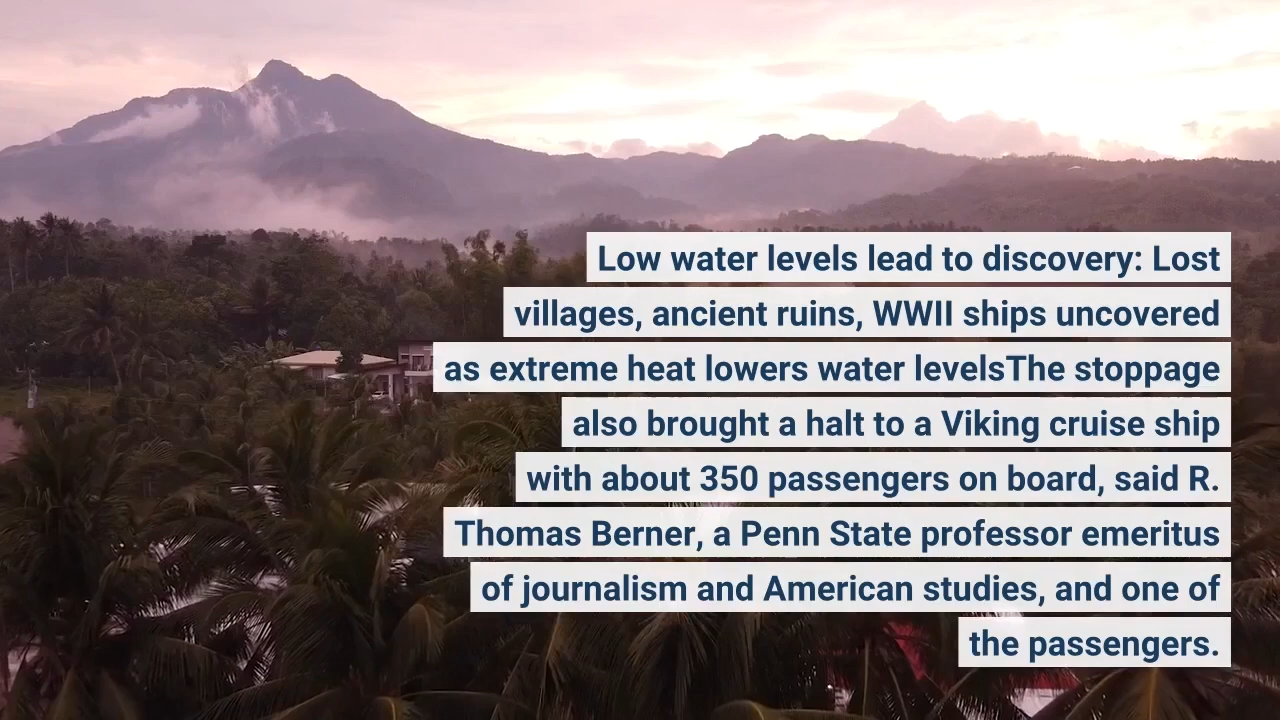 Low water levels lead to discovery: Lost
villages, ancient ruins, WWII ships uncovered
as extreme heat lowers water levelsThe stoppage
also brought a halt to a Viking cruise ship
with about 350 passengers on board, said R.
Thomas Berner, a Penn State professor emeritus
of journalism and American studies, and one of
the passengers.